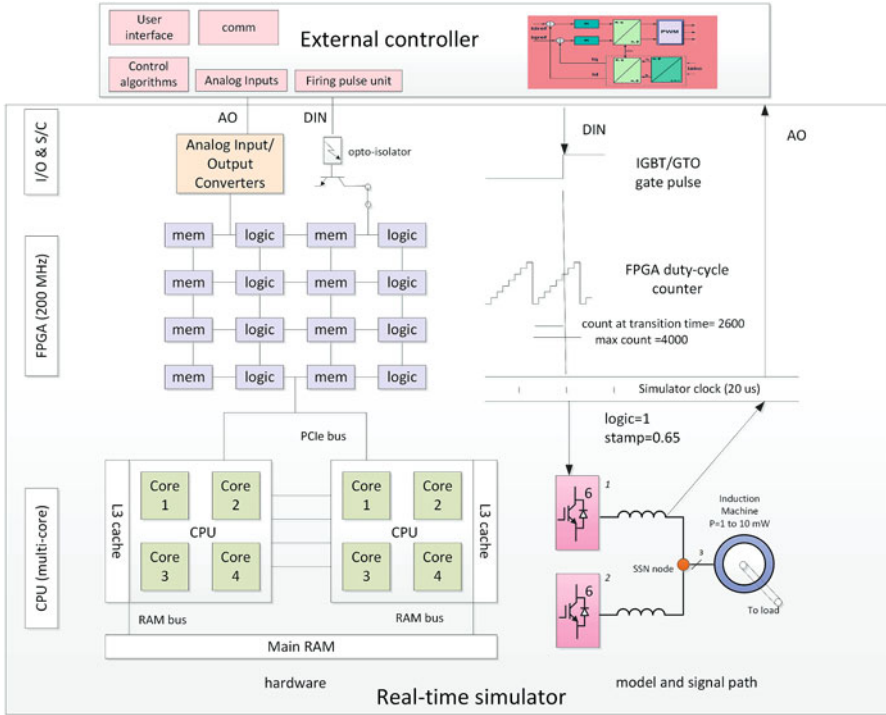 User
interface
comm
External controller
Control
algorithms
Analog Inputs
Firing pulse unit
PWM
I/O & S/C
AO
DIN
Analog Input/
Output
Converters
opto-isolator
DIN
AO
IGBT/GTO
gate pulse
FPGA (200 MHz)
mem
logic
mem
logic
mem
logic
mem
logic
mem
logic
mem
logic
mem
logic
mem
logic
FPGA duty-cycle
counter
count at transition time= 2600
max count =4000
Simulator clock (20 us)
PCIe bus
logic=1
stamp=0.65
CPU (multi-core)
L3 cache
Core
1
Core
2
CPU
Core
3
Core
4
Core
1
Core
2
CPU
Core
3
Core
4
L3 cache
RAM bus
RAM bus
Main RAM
6
1
Induction
Machine
P=1 to 10 mW
SSN node
3
6
2
To load
hardware
model and signal path
Real-time simulator